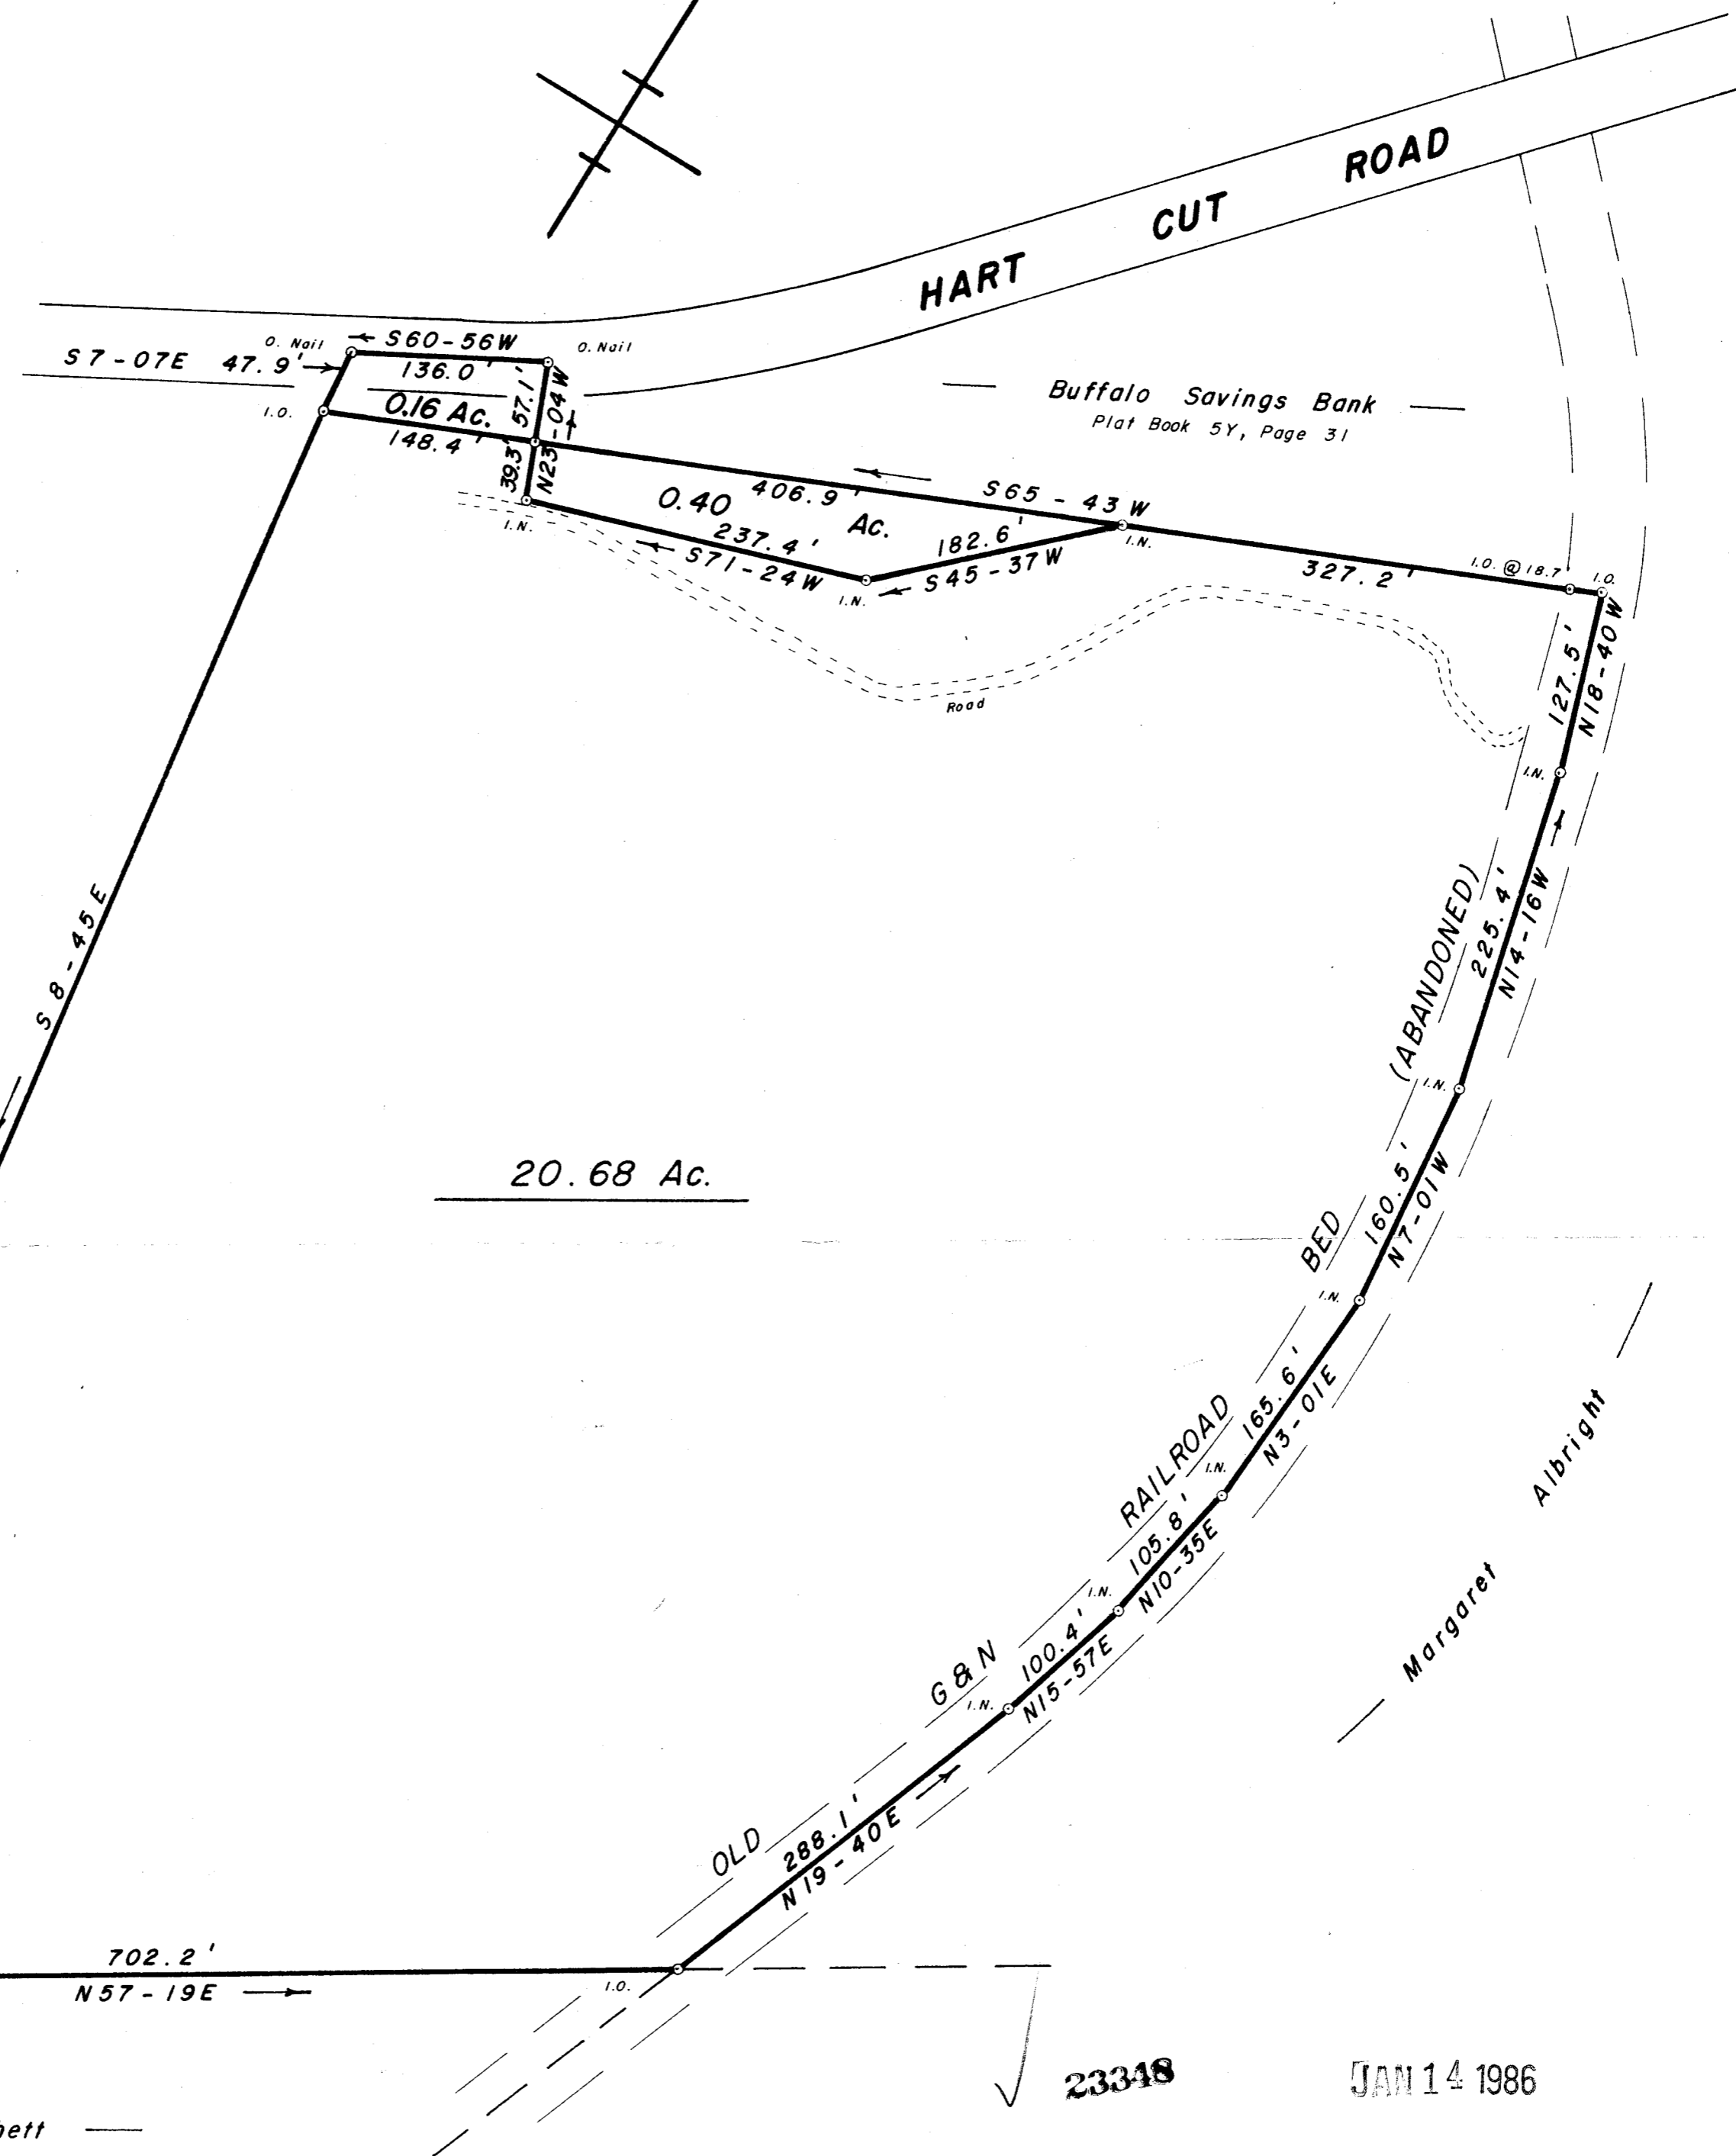 HART CUT ROAD
O. Nail
S60-56W
O. Nail
S7-07E 47.9'
136.0'
57.1'
N23-04W
I.O.
0.16 Ac.
148.4'
39.3'
I.N.
Buffalo Savings Bank
Plat Book 5Y, Page 31
S65-43W
406.9'
0.40 Ac.
237.4'
S71-24W
I.N.
182.6'
S45-37W
I.N.
327.2'
I.O. @ 18.7'
I.O.
Road
127.5'
N18-40W
I.N.
S8-45E
225.4'
N14-16W
I.N.
20.68 Ac.
160.5'
N7-01W
I.N.
165.6'
N3-01E
I.N.
105.8'
N10-35E
I.N.
100.4'
N15-57E
I.N.
288.1'
N19-40E
OLD G&N RAILROAD BED (ABANDONED)
Margaret Albright
702.2'
N57-19E
I.O.
23348
JAN 14 1986
ett